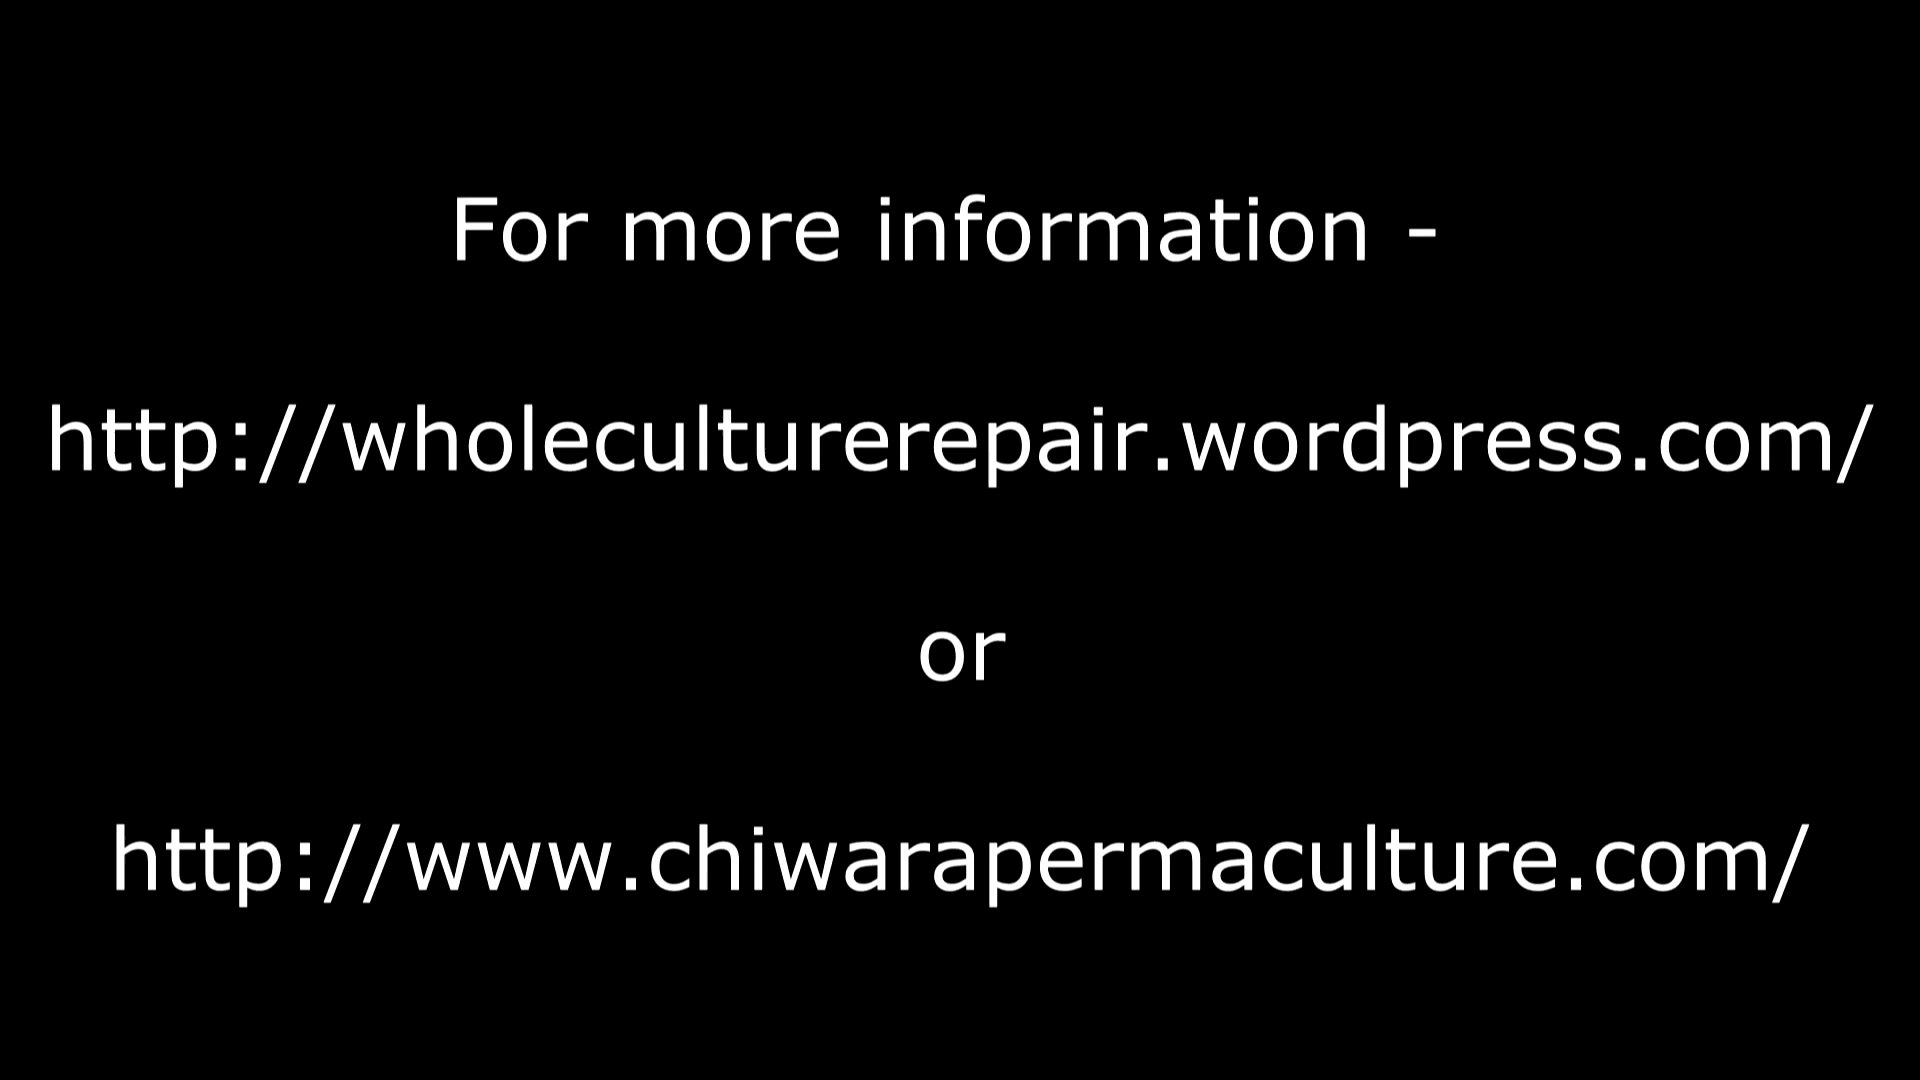 For more information -
http://wholeculturerepair.wordpress.com/
or
http://www.chiwarapermaculture.com/